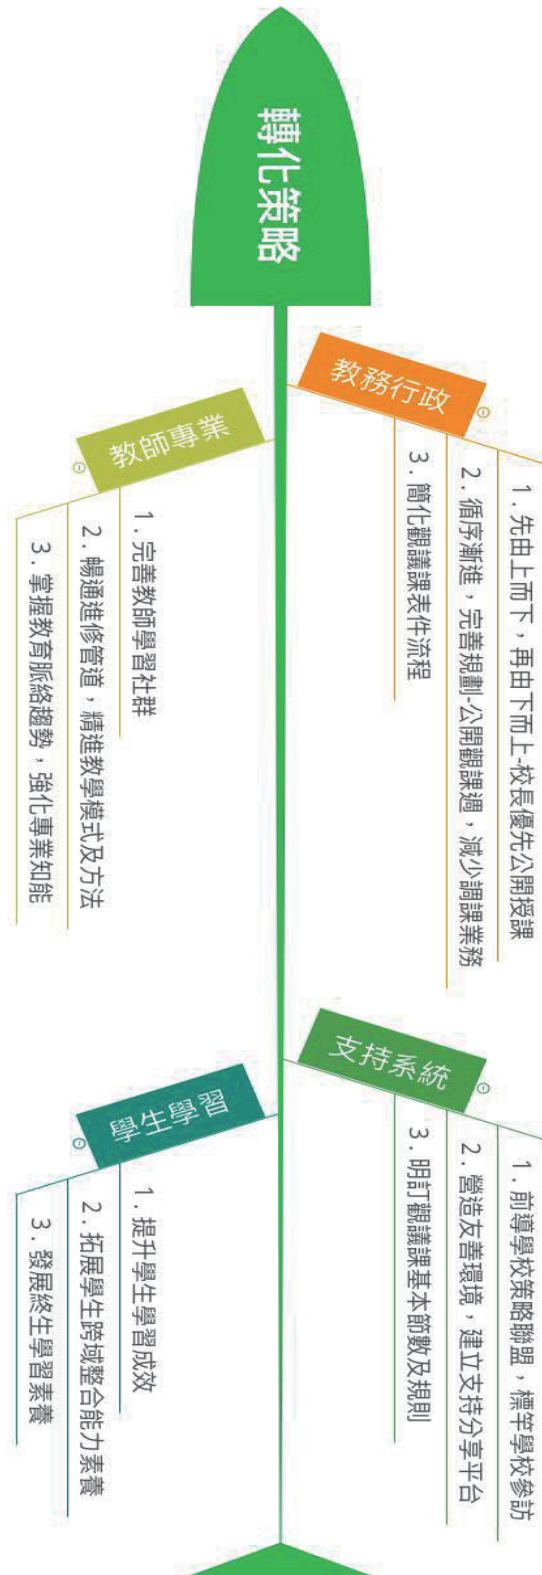 轉化策略
教務行政
1. 先由上而下，再由下而上-校長優先公開授課
2. 循序漸進，完善規劃-公開觀課週，減少調課業務
3. 簡化觀議課表件流程
教師專業
1. 完善教師學習社群
2. 暢通進修管道，精進教學模式及方法
3. 掌握教育脈絡趨勢，強化專業知能
支持系統
1. 前導學校策略聯盟，標竿學校參訪
2. 營造友善環境，建立支持分享平台
3. 明訂觀議課基本節數及規則
學生學習
1. 提升學生學習成效
2. 拓展學生跨域整合能力素養
3. 發展終生學習素養